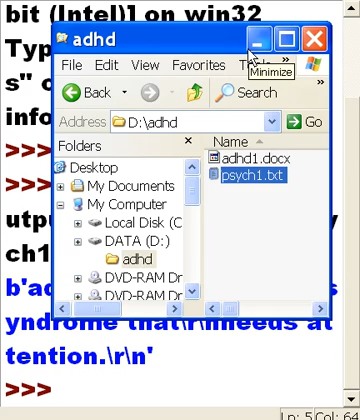 bit (Intel)] on win32
Typ
s" o
info
>>>
>>>
utpu
ch1
b'ad
s
yndrome that\r\nneeds at
tention.\r\n'
>>>
adhd
Minimize
File Edit View Favorites T
Back
Search
Address D:\adhd
Go
Folders
Name
Desktop
My Documents
My Computer
Local Disk (C
DATA (D:)
adhd
DVD-RAM Dr
DVD-RAM Dr
adhd1.docx
psych1.txt
Ln: 5 Col: 64